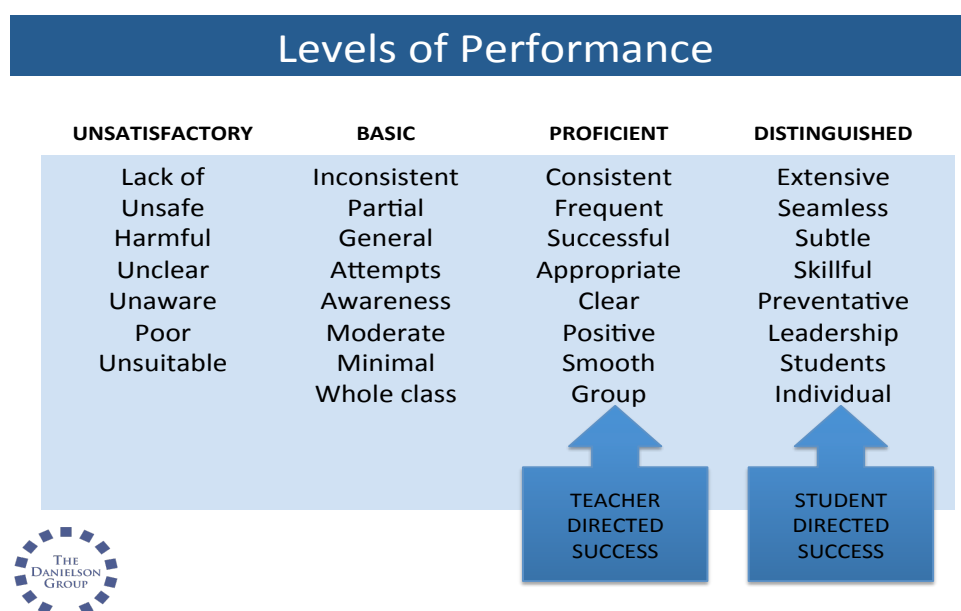 Levels of Performance
UNSATISFACTORY BASIC PROFICIENT DISTINGUISHED
Lack of Inconsistent Consistent Extensive
Unsafe Partial Frequent Seamless
Harmful General Successful Subtle
Unclear Attempts Appropriate Skillful
Unaware Awareness Clear Preventative
Poor Moderate Positive Leadership
Unsuitable Minimal Smooth Students
Whole class Group Individual
TEACHER STUDENT
DIRECTED DIRECTED
SUCCESS SUCCESS
THE
DANIELSON
GROUP